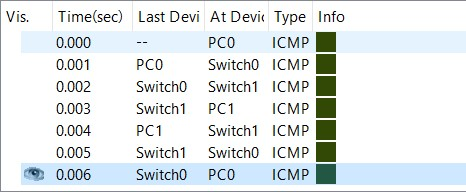 Vis. Time(sec) Last Devi At Devic Type Info
0.000 -- PC0 ICMP
0.001 PC0 Switch0 ICMP
0.002 Switch0 Switch1 ICMP
0.003 Switch1 PC1 ICMP
0.004 PC1 Switch1 ICMP
0.005 Switch1 Switch0 ICMP
0.006 Switch0 PC0 ICMP